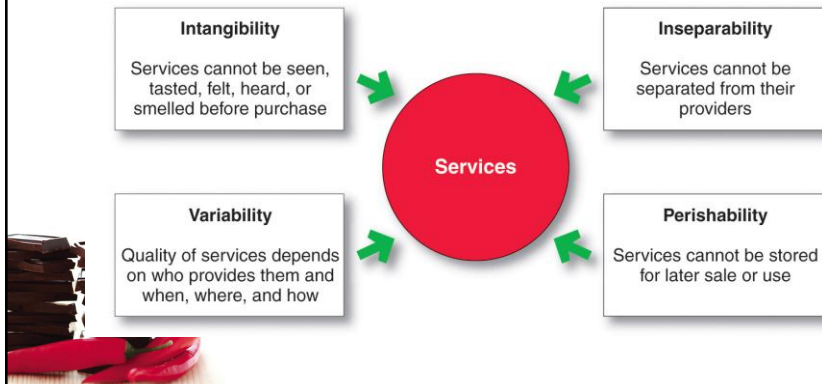 Intangibility
Services cannot be seen,
tasted, felt, heard, or
smelled before purchase
Inseparability
Services cannot be
separated from their
providers
Services
Variability
Quality of services depends
on who provides them and
when, where, and how
Perishability
Services cannot be stored
for later sale or use